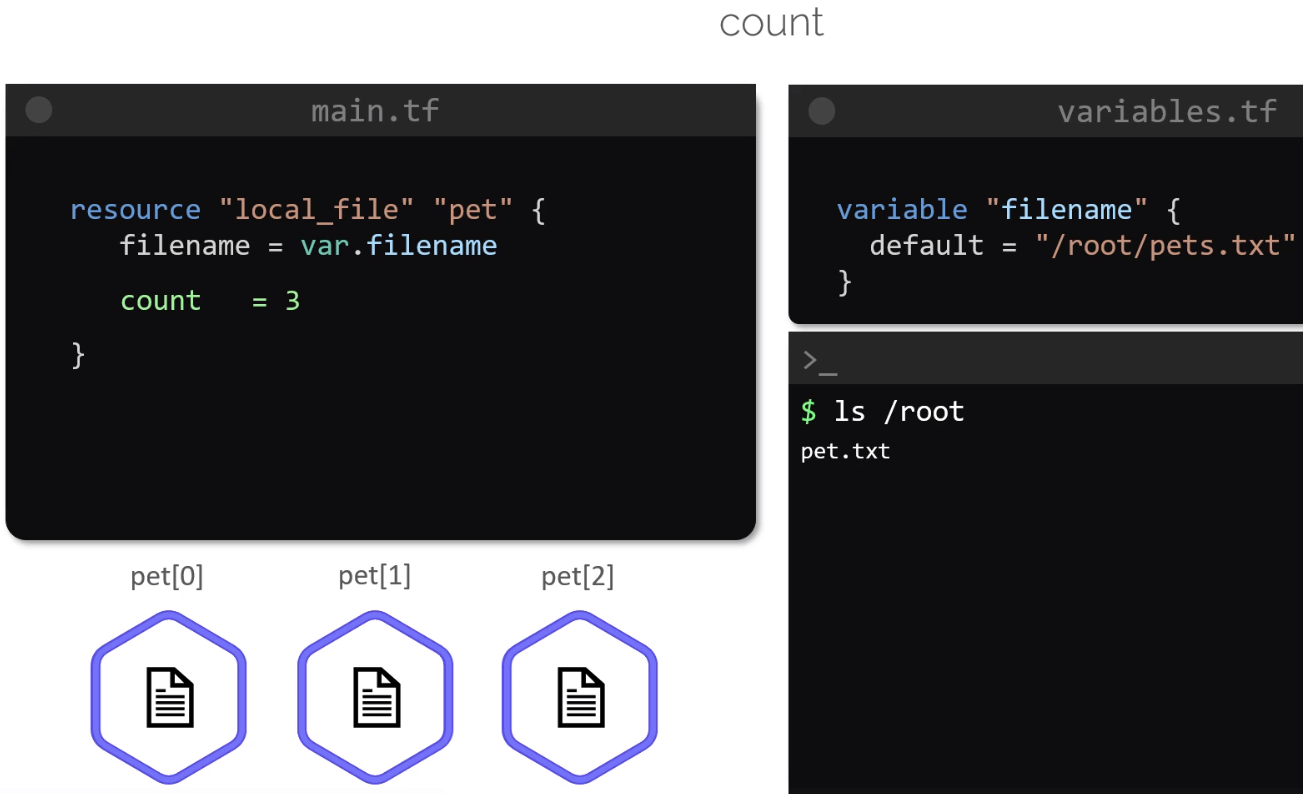 count
main.tf
resource "local_file" "pet" {
filename = var.filename
count = 3
}
variables.tf
variable "filename" {
default = "/root/pets.txt"
}
>_
$ ls /root
pet.txt
pet[0] pet[1] pet[2]